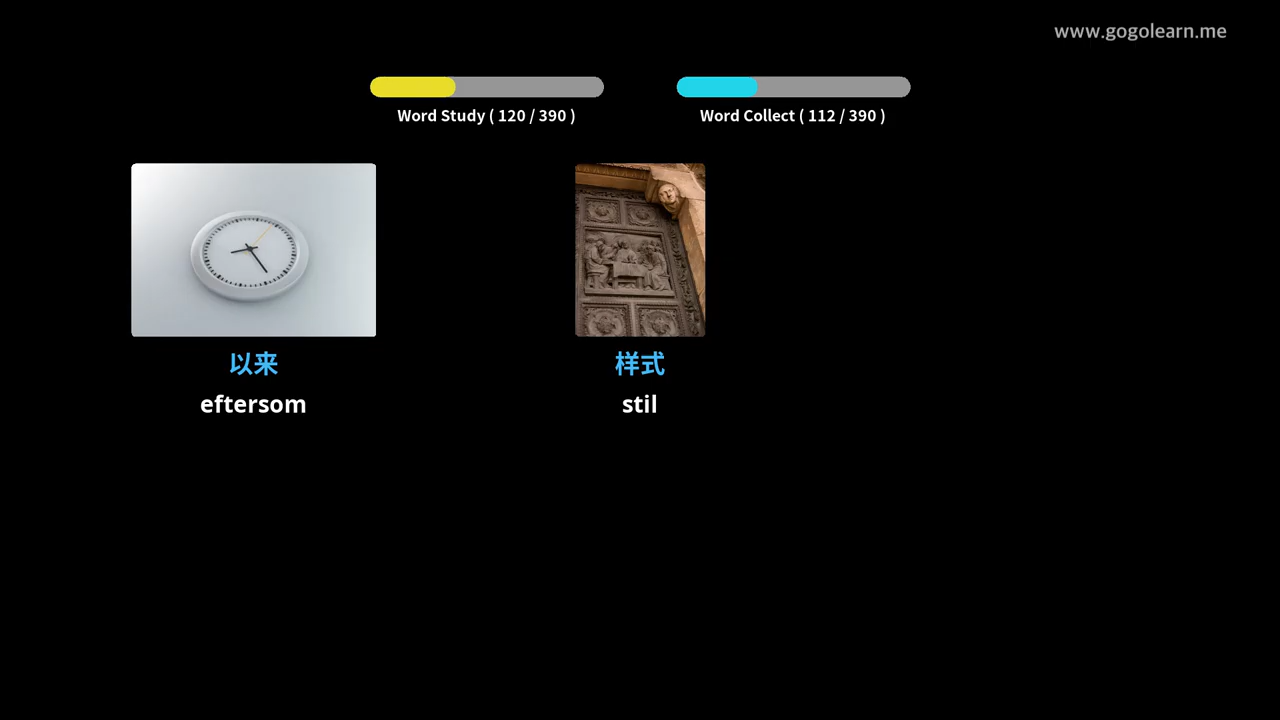 www.gogolearn.me
Word Study ( 120 / 390 )
Word Collect ( 112 / 390 )
以来
样式
eftersom
stil